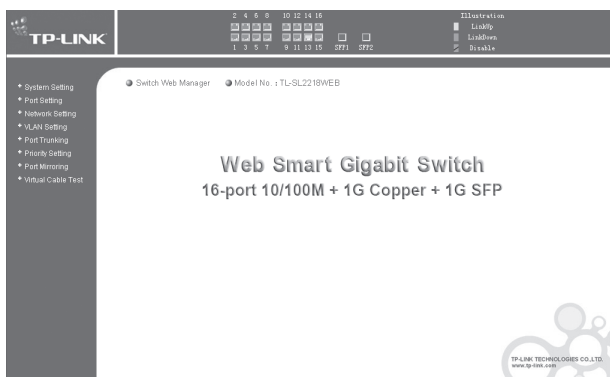 TP-LINK
2 4 6 8 10 12 14 16
1 3 5 7 9 11 13 15 SFP1 SFP2
Illustration
LinkUp
LinkDown
Disable
System Setting
Port Setting
Network Setting
VLAN Setting
Port Trunking
Priority Setting
Port Mirroring
Virtual Cable Test
Switch Web Manager Model No. : TL-SL2218WEB
Web Smart Gigabit Switch
16-port 10/100M + 1G Copper + 1G SFP
TP-LINK TECHNOLOGIES CO.,LTD.
www.tp-link.com